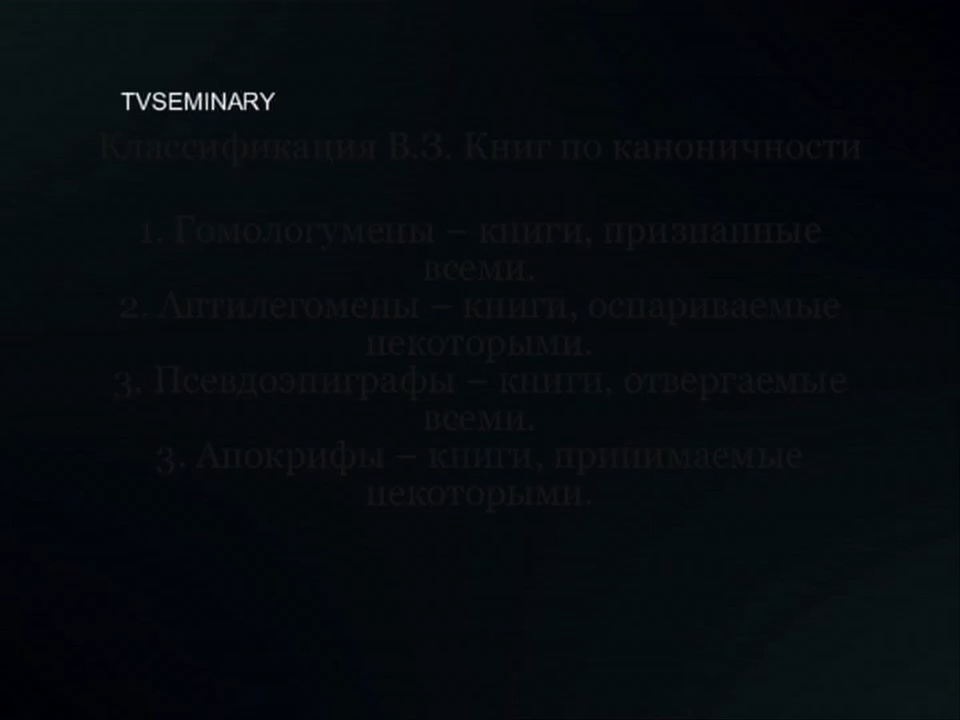 TVSEMINARY
Классификация В.З. Книг по каноничности
1. Гомологумены – книги, признанные
всеми.
2. Антилегомены – книги, оспариваемые
некоторыми.
3. Псевдоэпиграфы – книги, отвергаемые
всеми.
3. Апокрифы – книги, принимаемые
некоторыми.